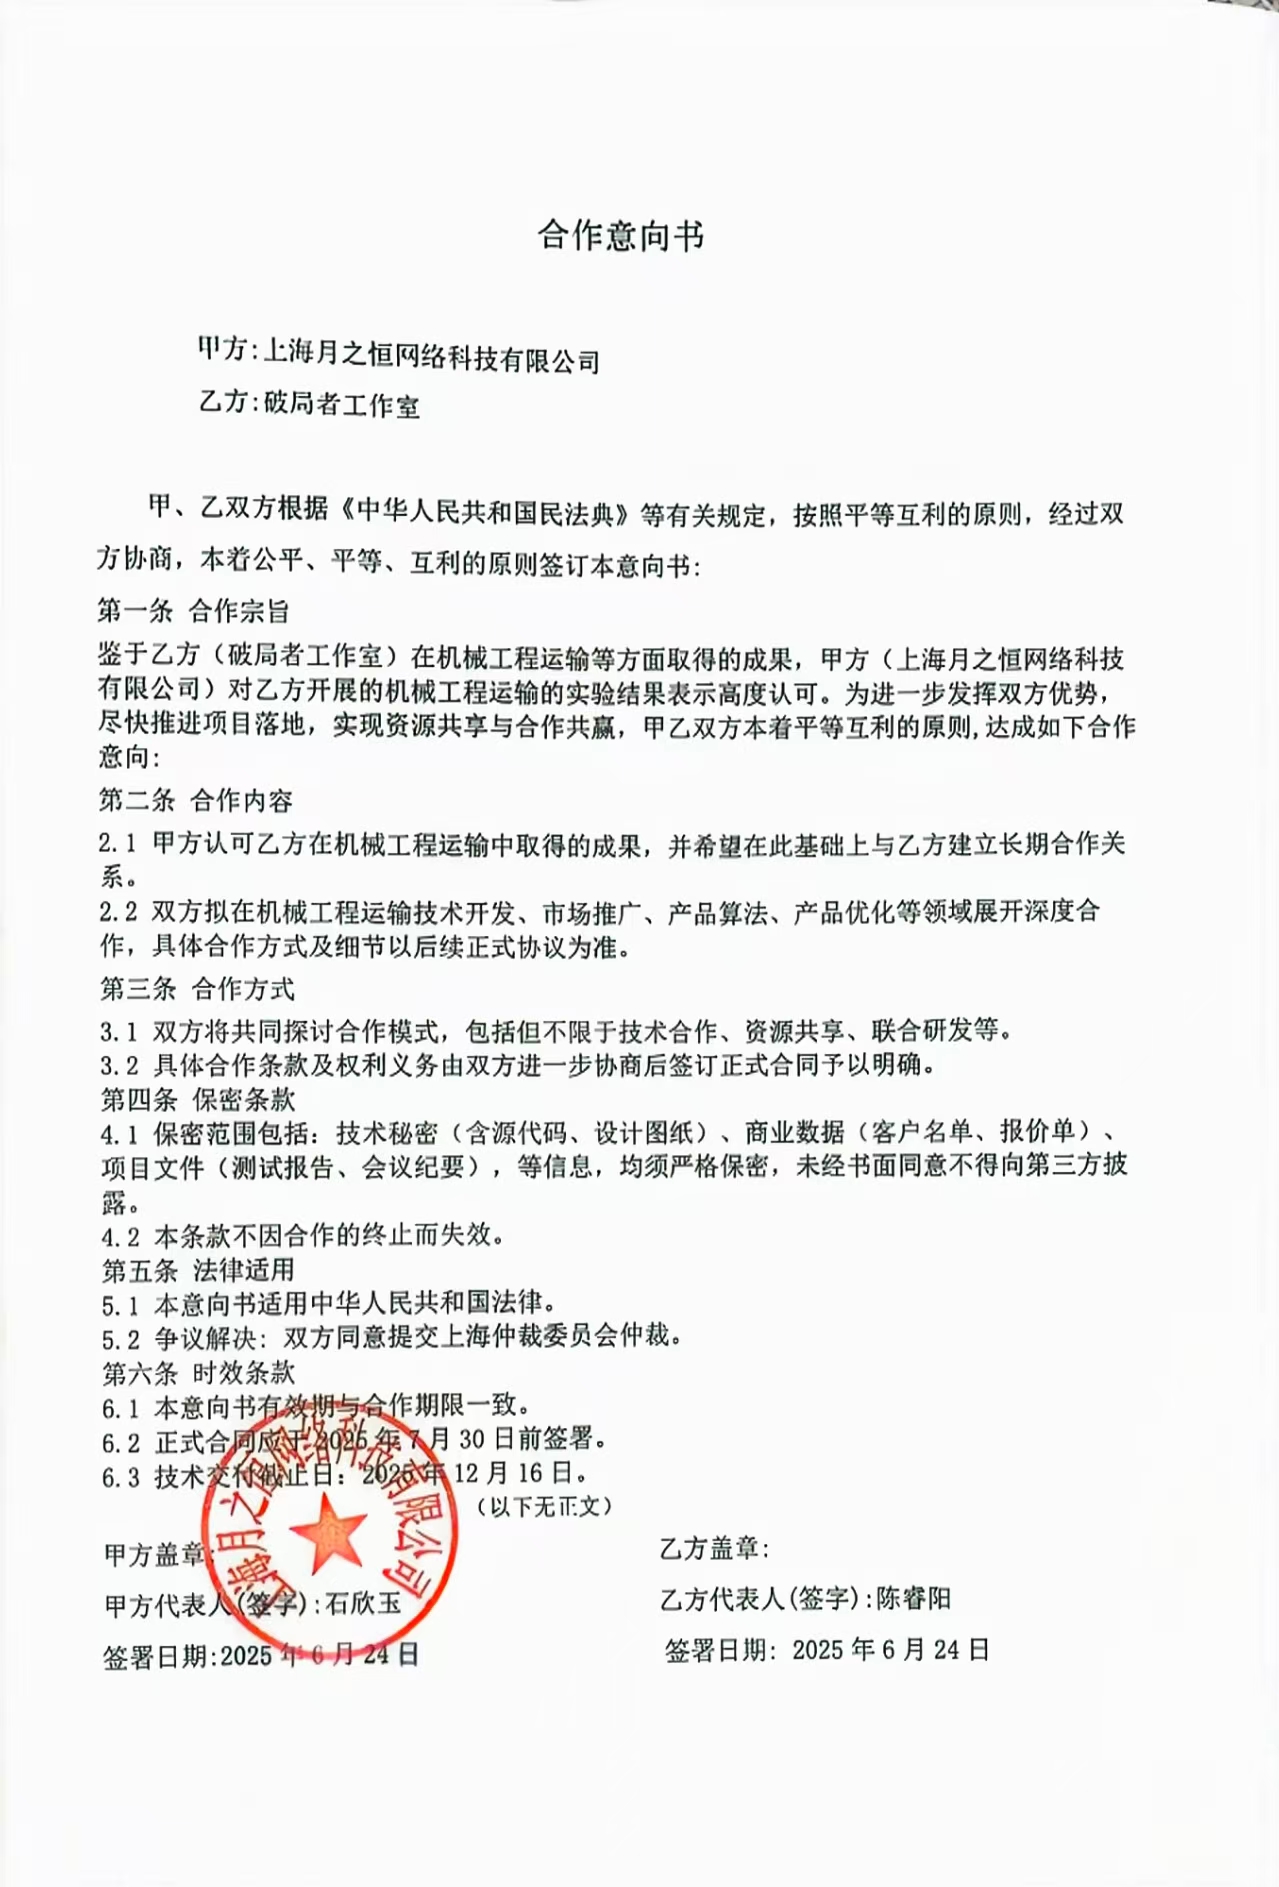 合作意向书
甲方:上海月之恒网络科技有限公司
乙方:破局者工作室
甲、乙双方根据《中华人民共和国民法典》等有关规定，按照平等互利的原则，经过双
方协商，本着公平、平等、互利的原则签订本意向书：
第一条 合作宗旨
鉴于乙方（破局者工作室）在机械工程运输等方面取得的成果，甲方（上海月之恒网络科技
有限公司）对乙方开展的机械工程运输的实验结果表示高度认可。为进一步发挥双方优势，
尽快推进项目落地，实现资源共享与合作共赢，甲乙双方本着平等互利的原则,达成如下合作
意向：
第二条 合作内容
2.1 甲方认可乙方在机械工程运输中取得的成果，并希望在此基础上与乙方建立长期合作关
系。
2.2 双方拟在机械工程运输技术开发、市场推广、产品算法、产品优化等领域展开深度合
作，具体合作方式及细节以后续正式协议为准。
第三条 合作方式
3.1 双方将共同探讨合作模式，包括但不限于技术合作、资源共享、联合研发等。
3.2 具体合作条款及权利义务由双方进一步协商后签订正式合同予以明确。
第四条 保密条款
4.1 保密范围包括：技术秘密（含源代码、设计图纸）、商业数据（客户名单、报价单）、
项目文件（测试报告、会议纪要），等信息，均须严格保密，未经书面同意不得向第三方披
露。
4.2 本条款不因合作的终止而失效。
第五条 法律适用
5.1 本意向书适用中华人民共和国法律。
5.2 争议解决：双方同意提交上海仲裁委员会仲裁。
第六条 时效条款
6.1 本意向书有效期与合作期限一致。
6.2 正式合同应于 2025 年 7 月 30 日前签署。
6.3 技术交付截止日：2025 年 12 月 16 日。
（以下无正文）
甲方盖章：
乙方盖章：
甲方代表人(签字):石欣玉
乙方代表人(签字):陈睿阳
签署日期:2025 年 6 月 24 日
签署日期：2025 年 6 月 24 日
上海月之恒网络科技有限公司